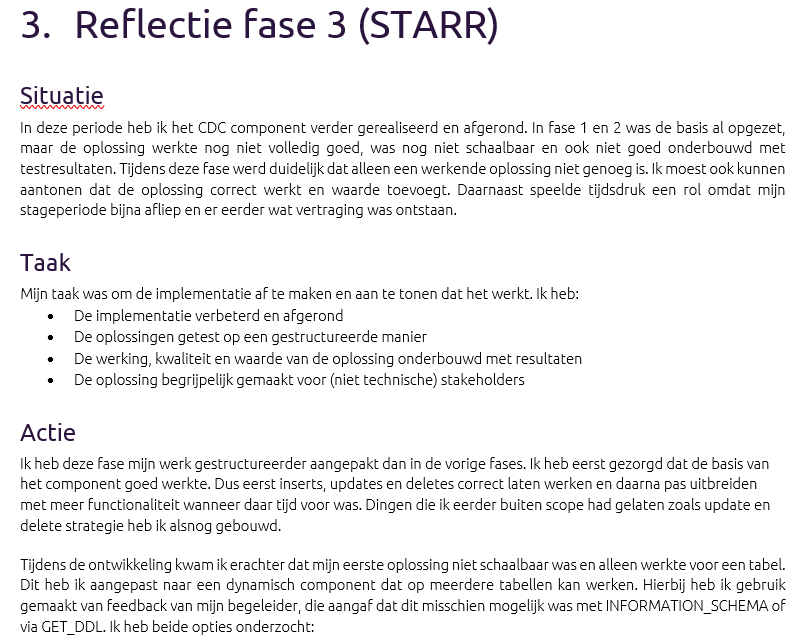 3. Reflectie fase 3 (STARR)
Situatie
In deze periode heb ik het CDC component verder gerealiseerd en afgerond. In fase 1 en 2 was de basis al opgezet,
maar de oplossing werkte nog niet volledig goed, was nog niet schaalbaar en ook niet goed onderbouwd met
testresultaten. Tijdens deze fase werd duidelijk dat alleen een werkende oplossing niet genoeg is. Ik moest ook kunnen
aantonen dat de oplossing correct werkt en waarde toevoegt. Daarnaast speelde tijdsdruk een rol omdat mijn
stageperiode bijna afliep en er eerder wat vertraging was ontstaan.
Taak
Mijn taak was om de implementatie af te maken en aan te tonen dat het werkt. Ik heb:
• De implementatie verbeterd en afgerond
• De oplossingen getest op een gestructureerde manier
• De werking, kwaliteit en waarde van de oplossing onderbouwd met resultaten
• De oplossing begrijpelijk gemaakt voor (niet technische) stakeholders
Actie
Ik heb deze fase mijn werk gestructureerder aangepakt dan in de vorige fases. Ik heb eerst gezorgd dat de basis van
het component goed werkte. Dus eerst inserts, updates en deletes correct laten werken en daarna pas uitbreiden
met meer functionaliteit wanneer daar tijd voor was. Dingen die ik eerder buiten scope had gelaten zoals update en
delete strategie heb ik alsnog gebouwd.
Tijdens de ontwikkeling kwam ik erachter dat mijn eerste oplossing niet schaalbaar was en alleen werkte voor een tabel.
Dit heb ik aangepast naar een dynamisch component dat op meerdere tabellen kan werken. Hierbij heb ik gebruik
gemaakt van feedback van mijn begeleider, die aangaf dat dit misschien mogelijk was met INFORMATION_SCHEMA of
via GET_DDL. Ik heb beide opties onderzocht: